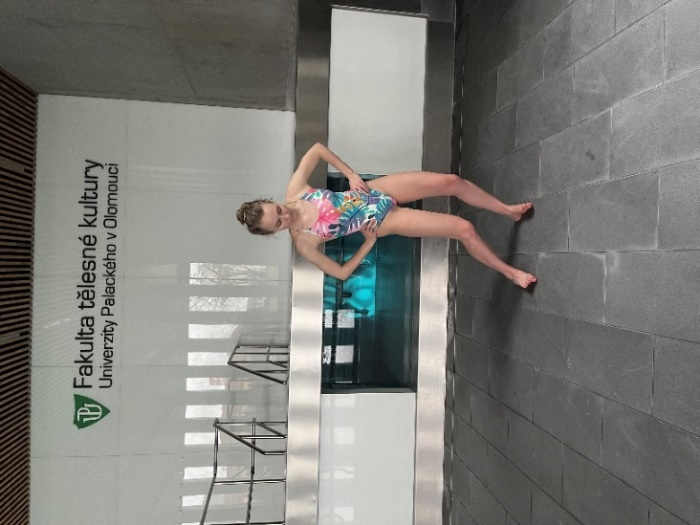 Fakulta tělesné kultury
Univerzity Palackého v Olomouci